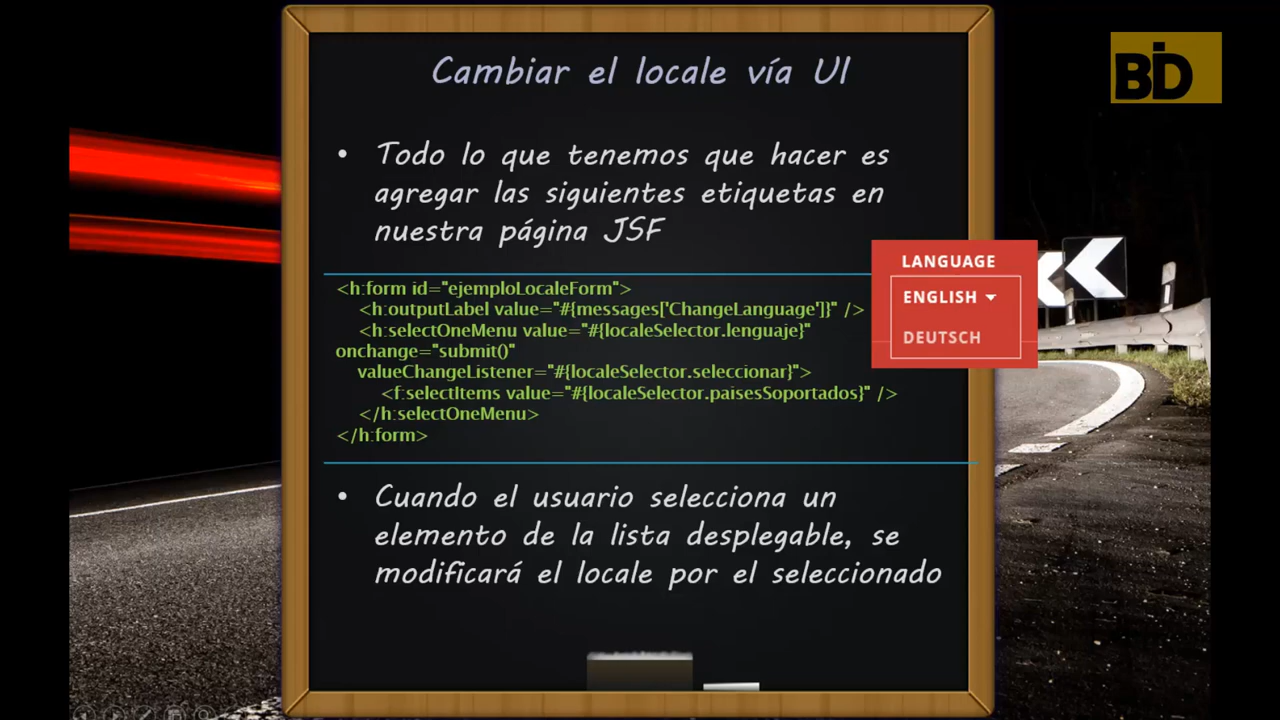 Cambiar el locale vía UI
BID
• Todo lo que tenemos que hacer es
agregar las siguientes etiquetas en
nuestra página JSF
LANGUAGE
ENGLISH
DEUTSCH
<h:form id="ejemploLocaleForm">
<h:outputLabel value="#{messages['ChangeLanguage']}" />
<h:selectOneMenu value="#{localeSelector.lenguaje}"
onchange="submit()"
valueChangeListener="#{localeSelector.seleccionar}">
<f:selectItems value="#{localeSelector.paisesSoportados}" />
</h:selectOneMenu>
</h:form>
• Cuando el usuario selecciona un
elemento de la lista desplegable, se
modificará el locale por el seleccionado